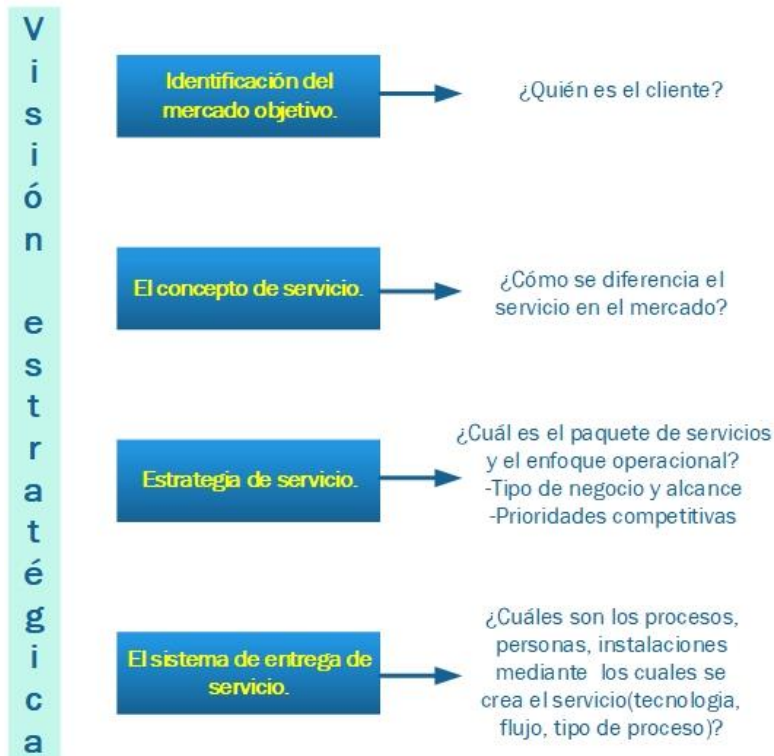 Visión estratégica
Identificación del
mercado objetivo.
¿Quién es el cliente?
El concepto de servicio.
¿Cómo se diferencia el
servicio en el mercado?
Estrategia de servicio.
¿Cuál es el paquete de servicios
y el enfoque operacional?
-Tipo de negocio y alcance
-Prioridades competitivas
El sistema de entrega de
servicio.
¿Cuáles son los procesos,
personas, instalaciones
mediante los cuales se
crea el servicio(tecnologia,
flujo, tipo de proceso)?